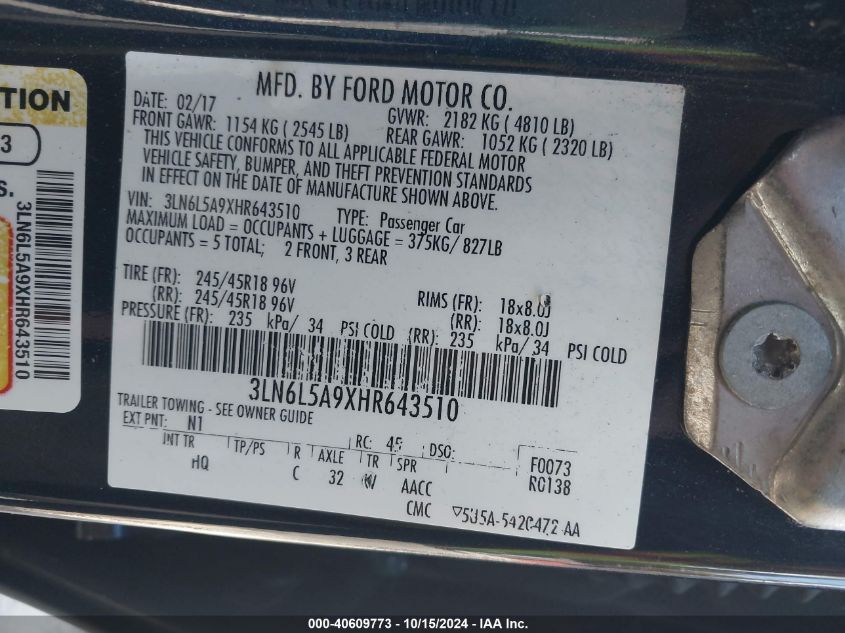 TION
3
S.
3LN6L5A9XHR643510
MFD. BY FORD MOTOR CO.
DATE: 02/17 GVWR: 2182 KG ( 4810 LB)
FRONT GAWR: 1154 KG ( 2545 LB) REAR GAWR: 1052 KG ( 2320 LB)
THIS VEHICLE CONFORMS TO ALL APPLICABLE FEDERAL MOTOR
VEHICLE SAFETY, BUMPER, AND THEFT PREVENTION STANDARDS
IN EFFECT ON THE DATE OF MANUFACTURE SHOWN ABOVE.
VIN: 3LN6L5A9XHR643510 TYPE: Passenger Car
MAXIMUM LOAD = OCCUPANTS + LUGGAGE = 375KG/ 827LB
OCCUPANTS = 5 TOTAL; 2 FRONT, 3 REAR
TIRE (FR): 245/45R18 96V RIMS (FR): 18x8.0J
(RR): 245/45R18 96V (RR): 18x8.0J
PRESSURE (FR): 235 kPa/ 34 PSI COLD (RR): 235 kPa/ 34 PSI COLD
3LN6L5A9XHR643510
TRAILER TOWING - SEE OWNER GUIDE
EXT PNT: N1 RC: 45 DSO: F0073
INT TR TP/PS R AXLE TR SPR R0138
HQ C 32 W AACC
CMC
000-40609773 - 10/15/2024 - IAA Inc.